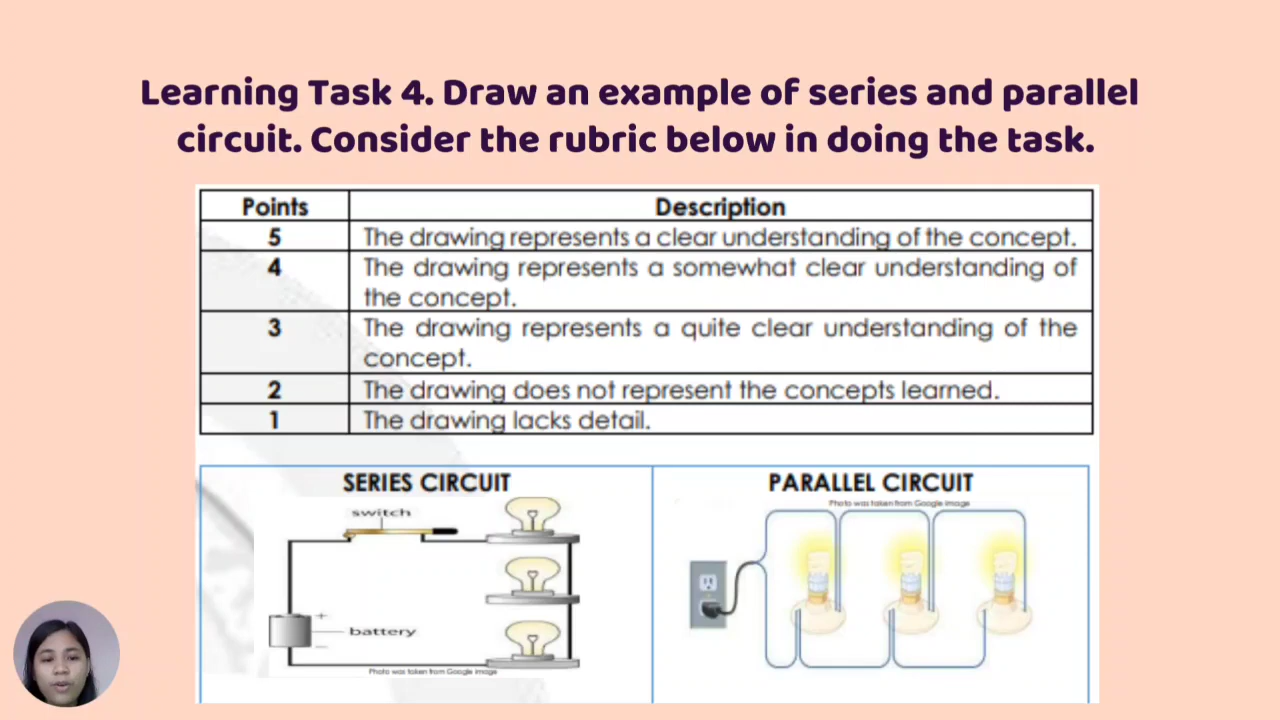 Learning Task 4. Draw an example of series and parallel
circuit. Consider the rubric below in doing the task.
Points Description
5 The drawing represents a clear understanding of the concept.
4 The drawing represents a somewhat clear understanding of
the concept.
3 The drawing represents a quite clear understanding of the
concept.
2 The drawing does not represent the concepts learned.
1 The drawing lacks detail.
SERIES CIRCUIT
switch
+
battery
−
Photo was taken from Google image
PARALLEL CIRCUIT
Photo was taken from Google image